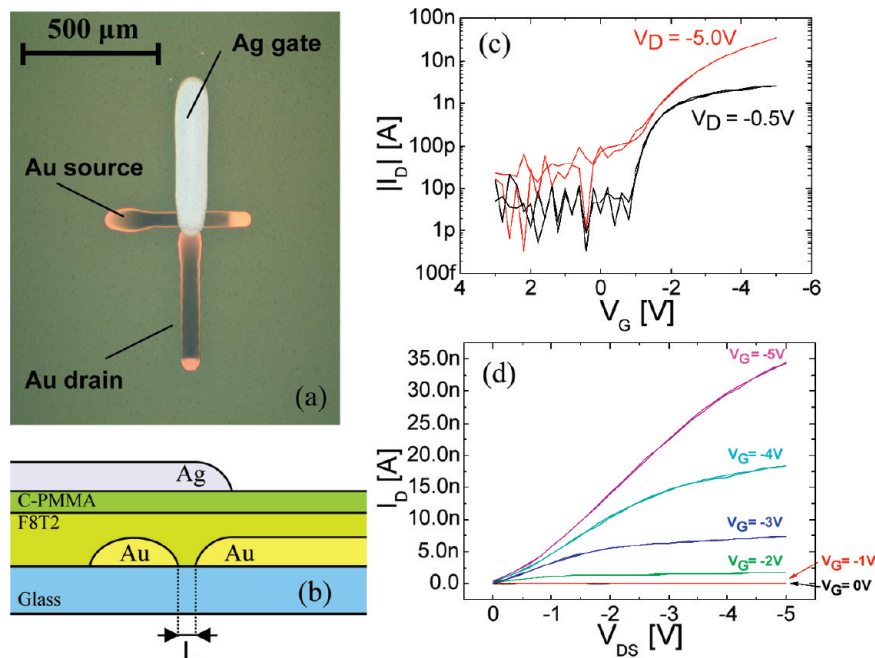 500 µm
Ag gate
Au source
Au drain
(a)
Ag
C-PMMA
F8T2
Au Au
Glass
(b)
L
(c)
100n
10n
1n
100p
10p
1p
100f
|I_D| [A]
V_D = -5.0V
V_D = -0.5V
4 2 0 -2 -4 -6
V_G [V]
(d)
35.0n
30.0n
25.0n
20.0n
15.0n
10.0n
5.0n
0.0
I_D [A]
V_G= -5V
V_G= -4V
V_G= -3V
V_G= -2V
V_G= -1V
V_G= 0V
0 -1 -2 -3 -4 -5
V_DS [V]